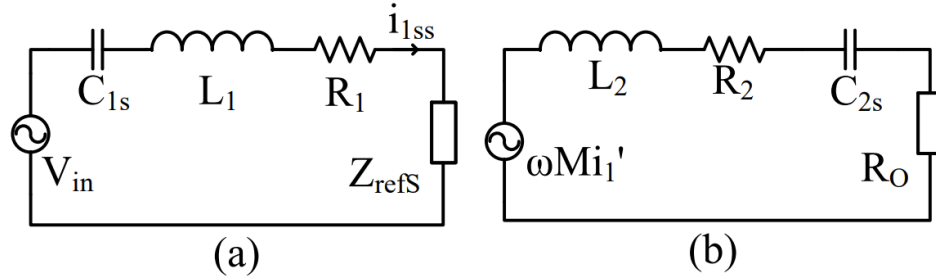 i1ss
C1s
L1
R1
Vin
ZrefS
(a)
L2
R2
C2s
ωMi1'
RO
(b)